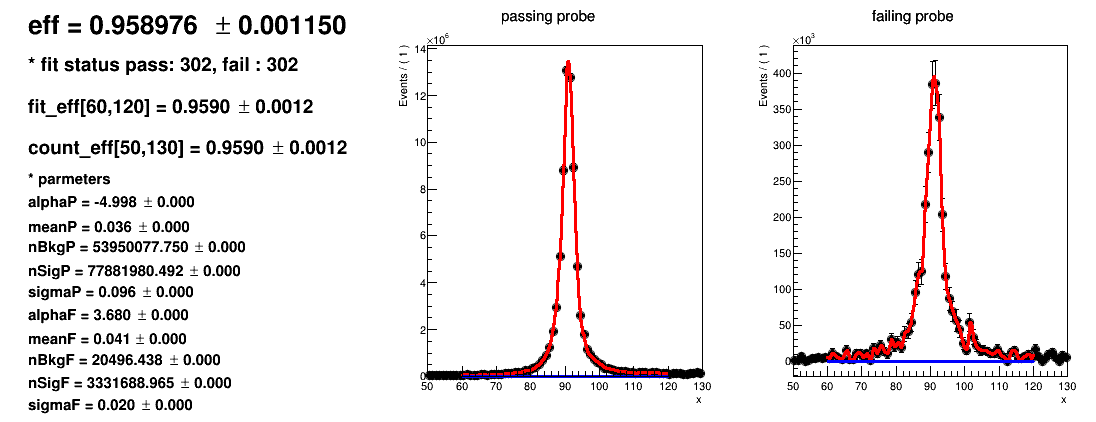 eff = 0.958976 ± 0.001150
* fit status pass: 302, fail : 302
fit_eff[60,120] = 0.9590 ± 0.0012
count_eff[50,130] = 0.9590 ± 0.0012
* parmeters
alphaP = -4.998 ± 0.000
meanP = 0.036 ± 0.000
nBkgP = 53950077.750 ± 0.000
nSigP = 77881980.492 ± 0.000
sigmaP = 0.096 ± 0.000
alphaF = 3.680 ± 0.000
meanF = 0.041 ± 0.000
nBkgF = 20496.438 ± 0.000
nSigF = 3331688.965 ± 0.000
sigmaF = 0.020 ± 0.000
passing probe
×10⁶
Events / ( 1 )
14
12
10
8
6
4
2
0
50 60 70 80 90 100 110 120 130
x
failing probe
×10³
Events / ( 1 )
400
350
300
250
200
150
100
50
0
50 60 70 80 90 100 110 120 130
x